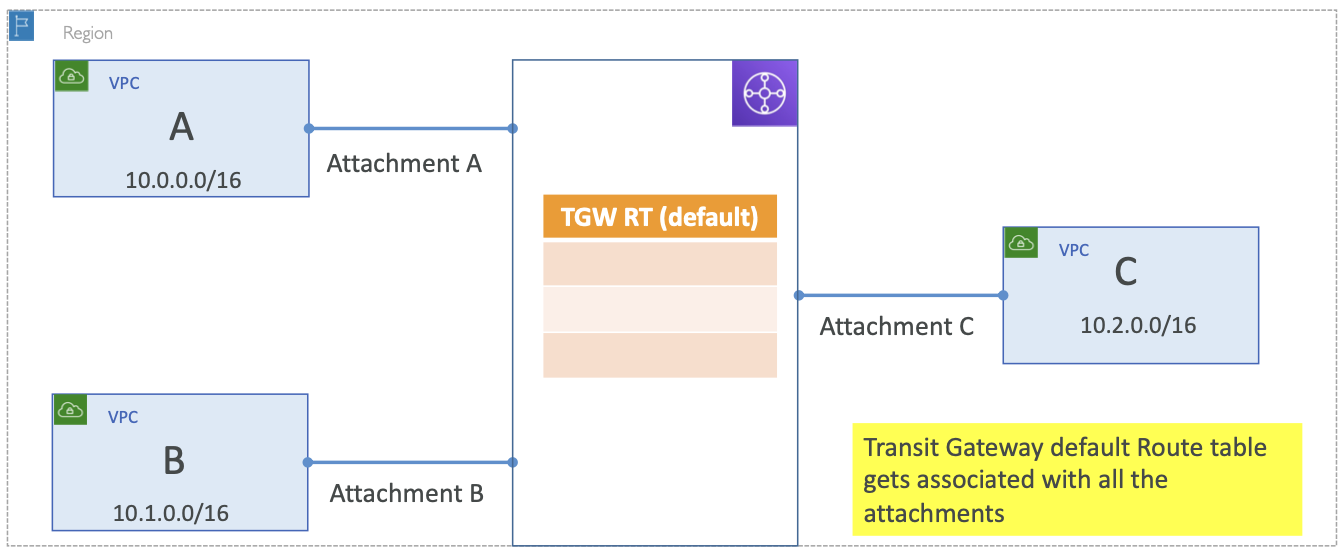 Region
VPC
A
10.0.0.0/16
Attachment A
TGW RT (default)
VPC
C
10.2.0.0/16
Attachment C
VPC
B
10.1.0.0/16
Attachment B
Transit Gateway default Route table
gets associated with all the
attachments